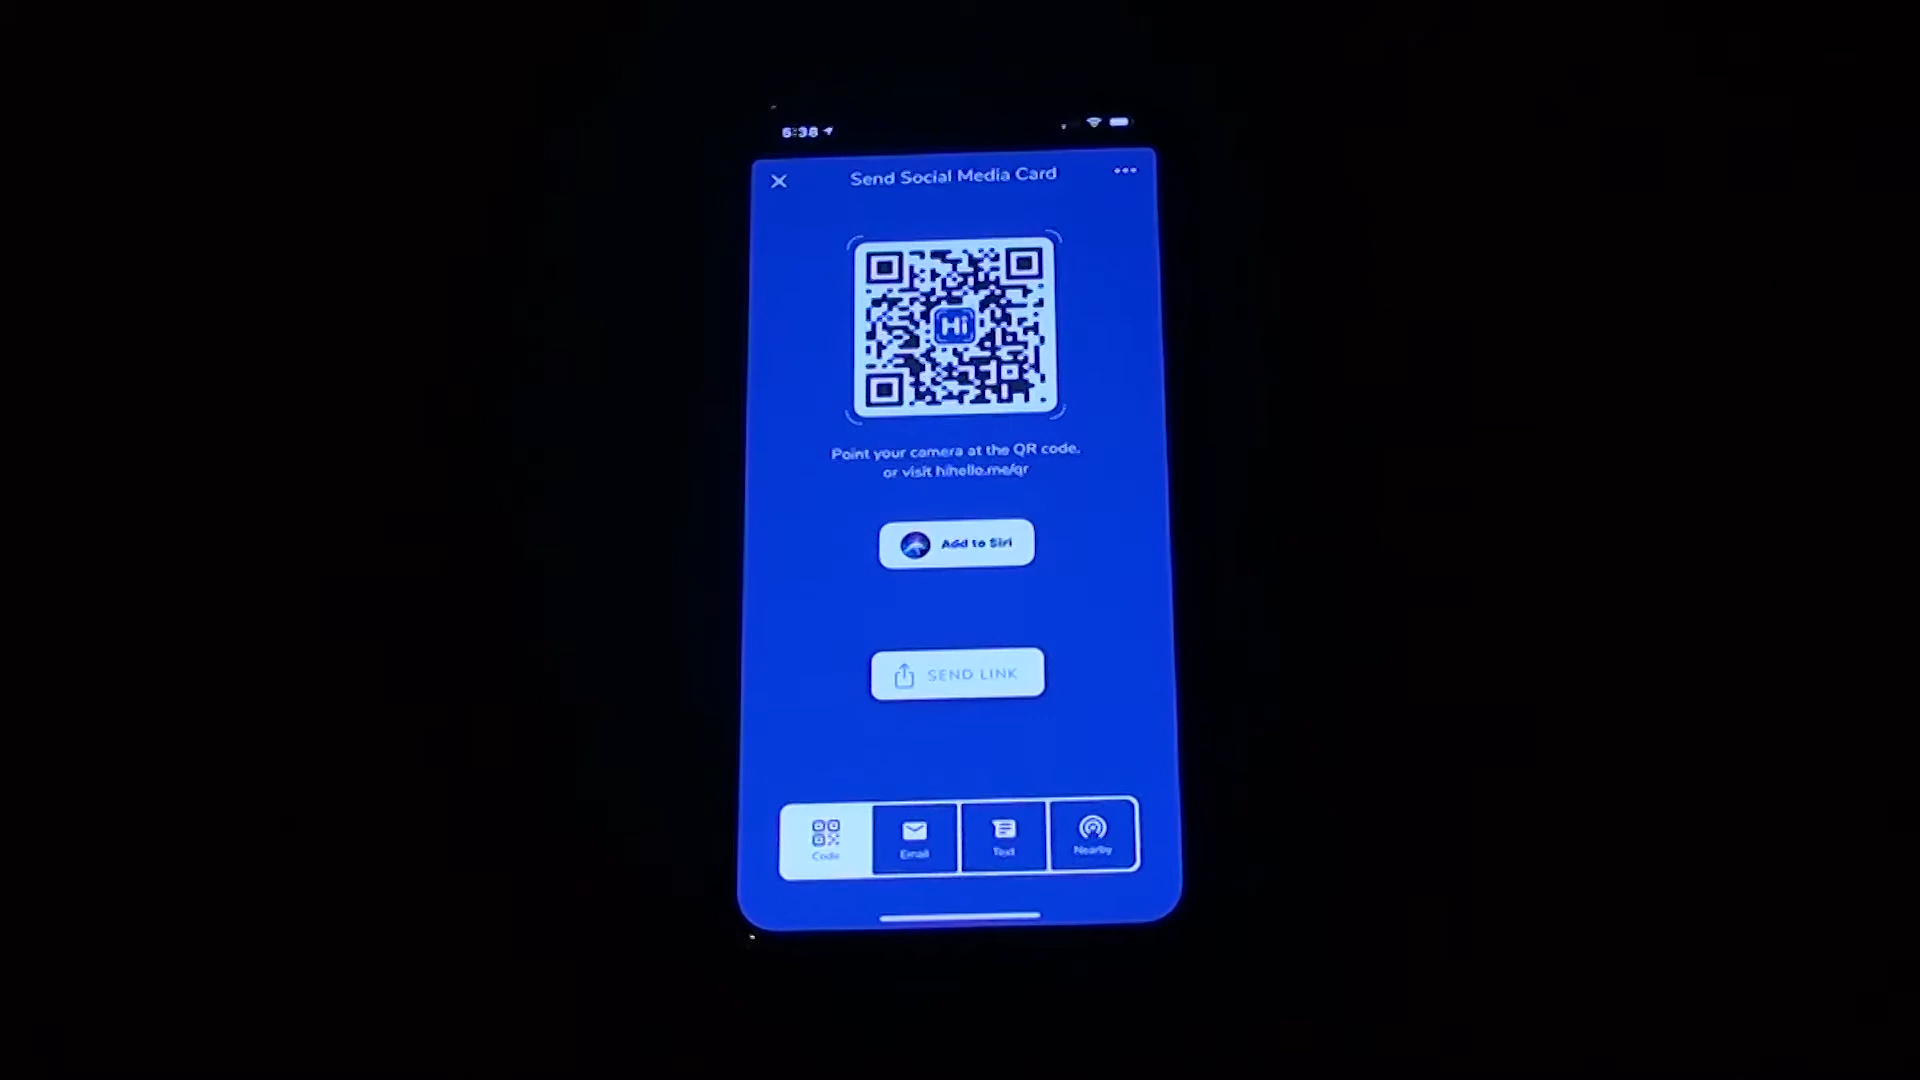 6:38
Send Social Media Card
Hi
Point your camera at the QR code,
or visit hihello.me/qr
Add to Siri
SEND LINK
Code
Email
Text
Nearby